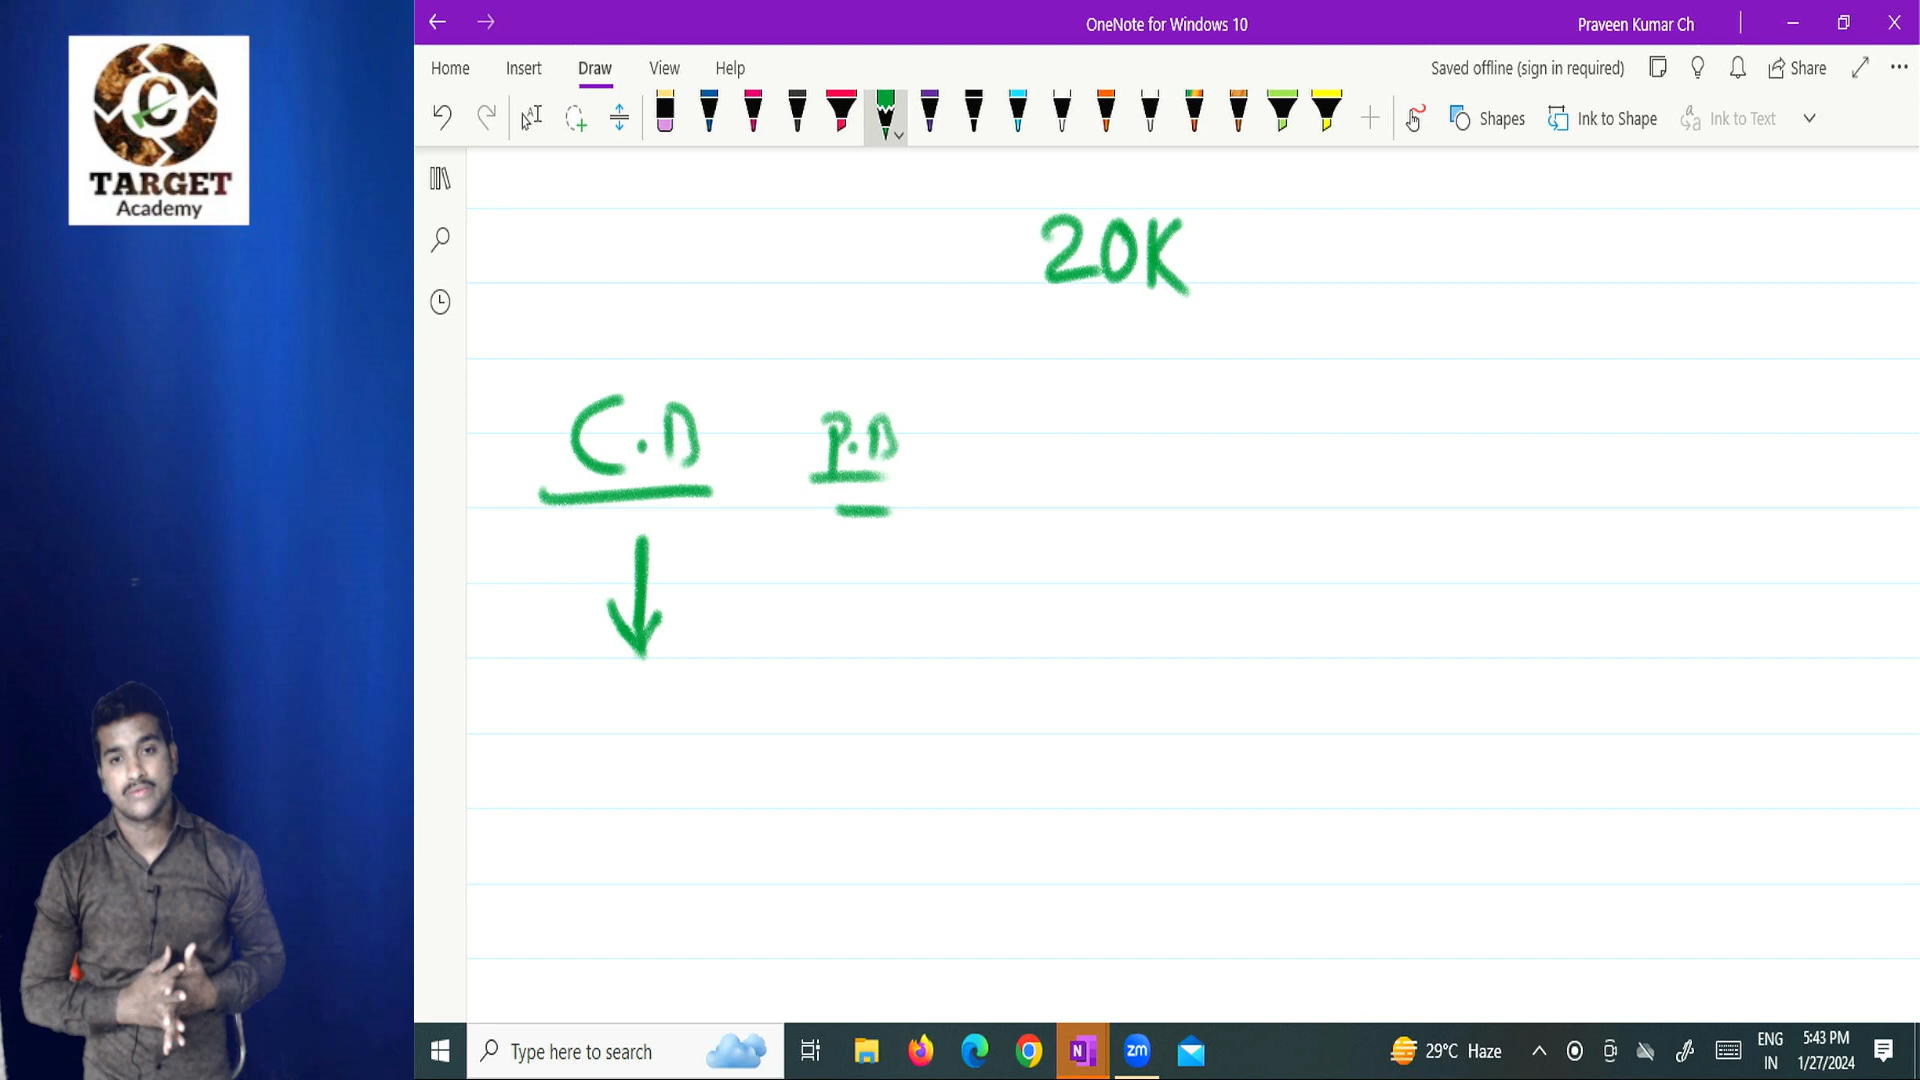 OneNote for Windows 10
Praveen Kumar Ch
Home Insert Draw View Help
Saved offline (sign in required) Share
Shapes Ink to Shape Ink to Text
C
TARGET
Academy
20K
C.D P.D
Type here to search
zm
N
29°C Haze
ENG
IN
5:43 PM
1/27/2024